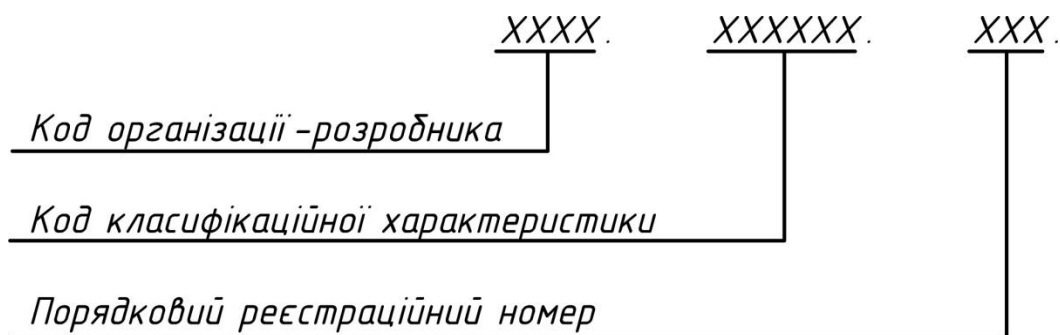 XXXX. XXXXXX. XXX.
Код організації-розробника
Код класифікаційної характеристики
Порядковий реєстраційний номер